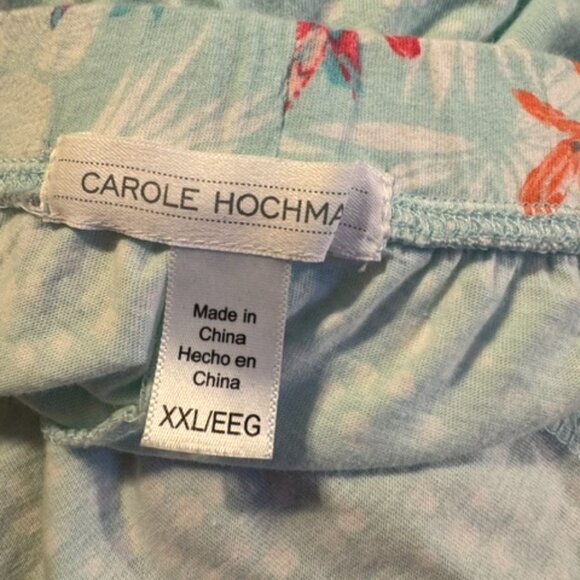 CAROLE HOCHMA
Made in
China
Hecho en
China
XXL/EEG